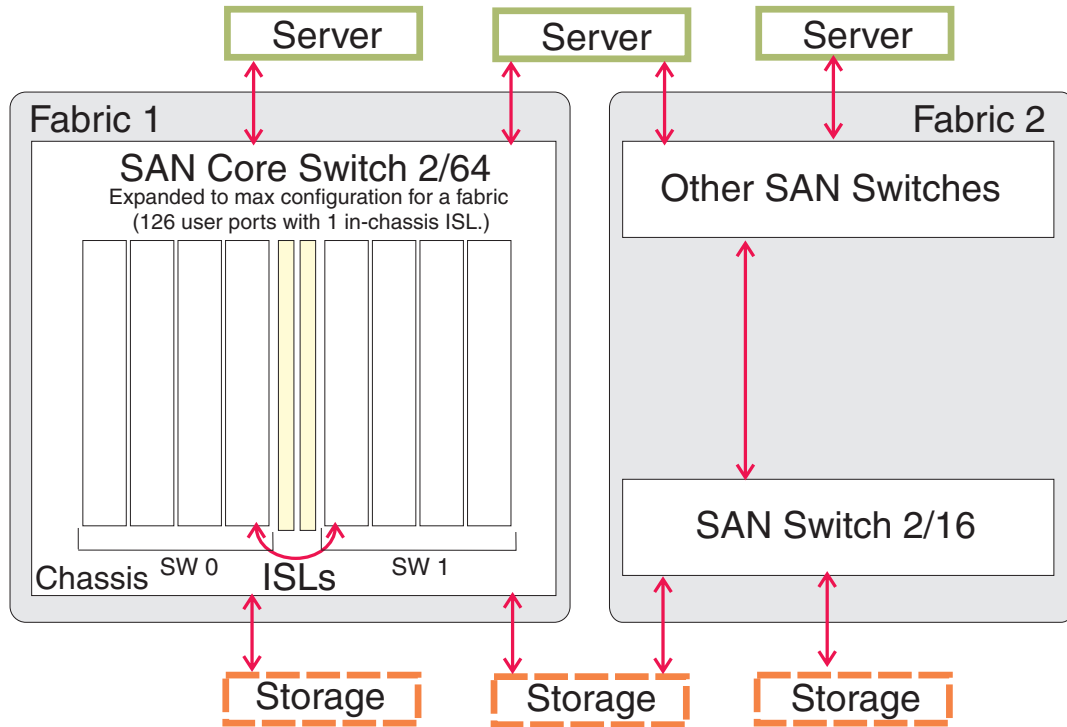 Server
Server
Server
Fabric 1
Fabric 2
SAN Core Switch 2/64
Expanded to max configuration for a fabric
(126 user ports with 1 in-chassis ISL.)
Other SAN Switches
SAN Switch 2/16
SW 0
SW 1
Chassis
ISLs
Storage
Storage
Storage